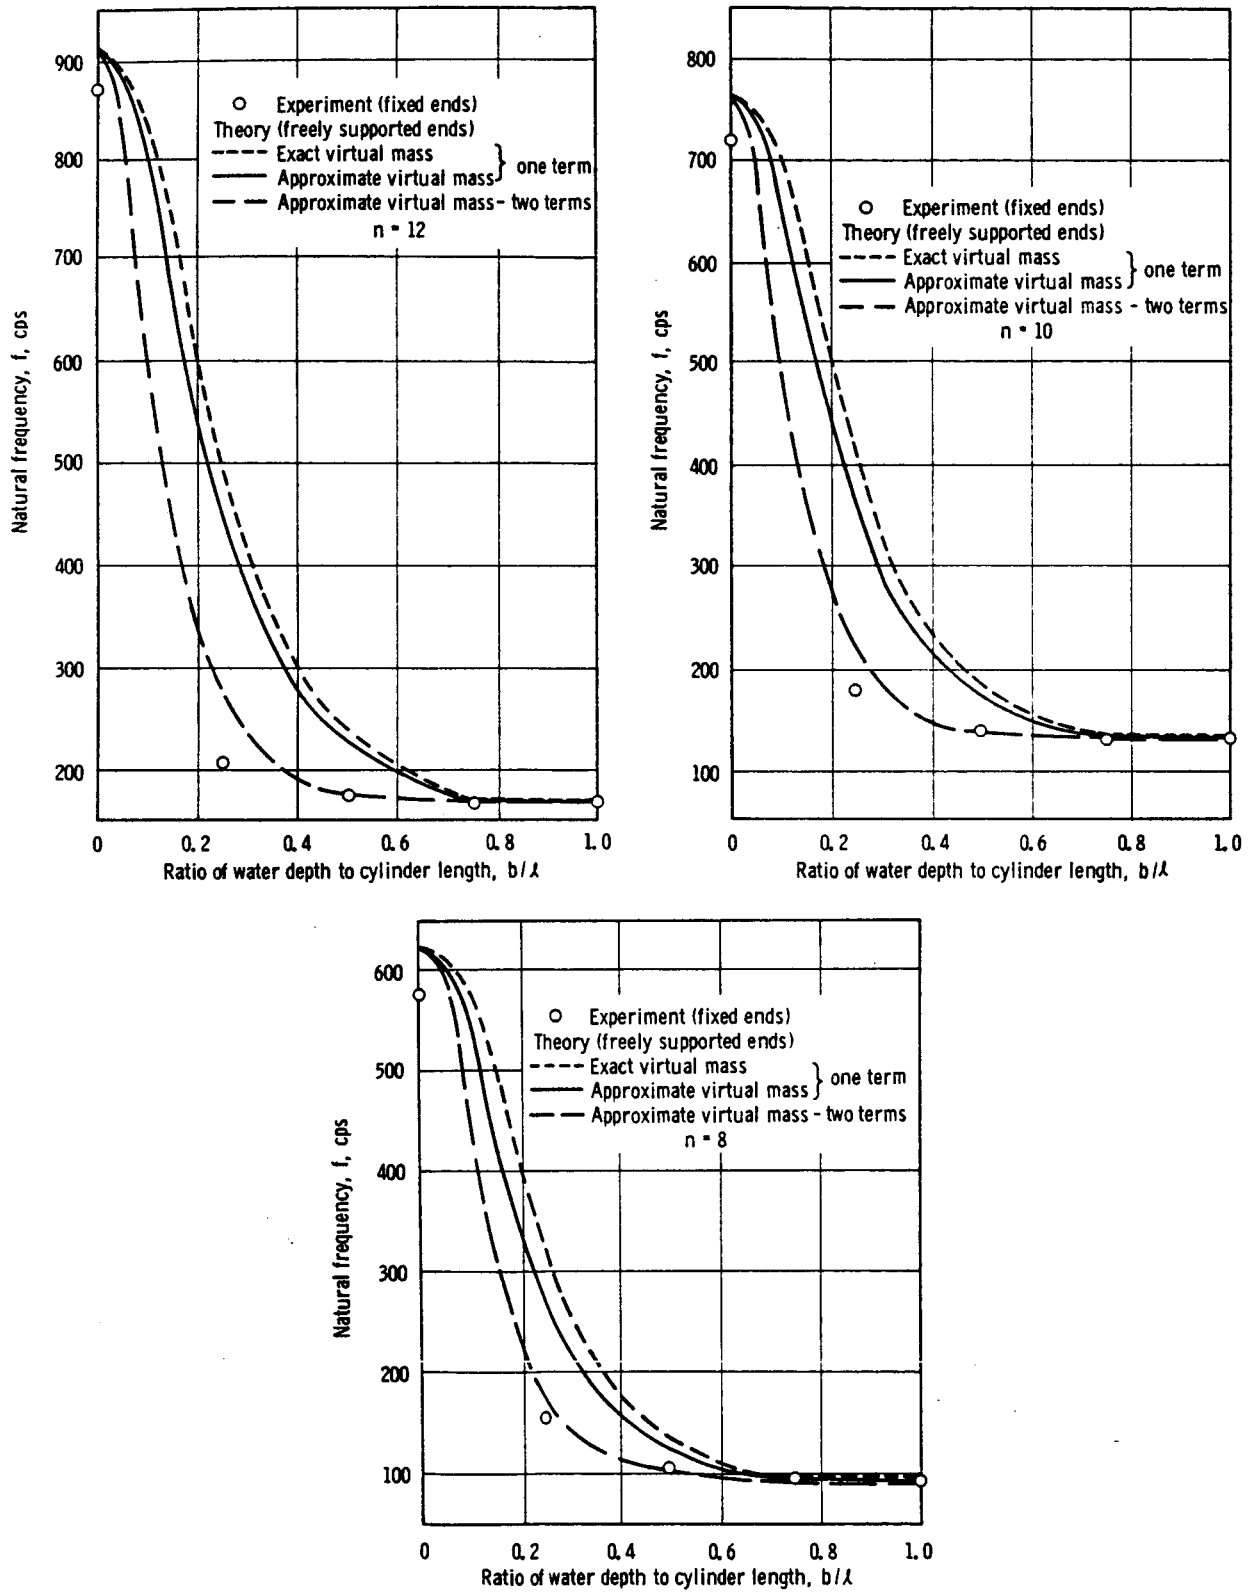 900
800
700
600
500
400
300
200
Natural frequency, f, cps
Experiment (fixed ends)
Theory (freely supported ends)
Exact virtual mass
Approximate virtual mass } one term
Approximate virtual mass - two terms
n = 12
0 0.2 0.4 0.6 0.8 1.0
Ratio of water depth to cylinder length, b/ℓ
800
700
600
500
400
300
200
100
Natural frequency, f, cps
Experiment (fixed ends)
Theory (freely supported ends)
Exact virtual mass
Approximate virtual mass } one term
Approximate virtual mass - two terms
n = 10
0 0.2 0.4 0.6 0.8 1.0
Ratio of water depth to cylinder length, b/ℓ
600
500
400
300
200
100
Natural frequency, f, cps
Experiment (fixed ends)
Theory (freely supported ends)
Exact virtual mass
Approximate virtual mass } one term
Approximate virtual mass - two terms
n = 8
0 0.2 0.4 0.6 0.8 1.0
Ratio of water depth to cylinder length, b/ℓ